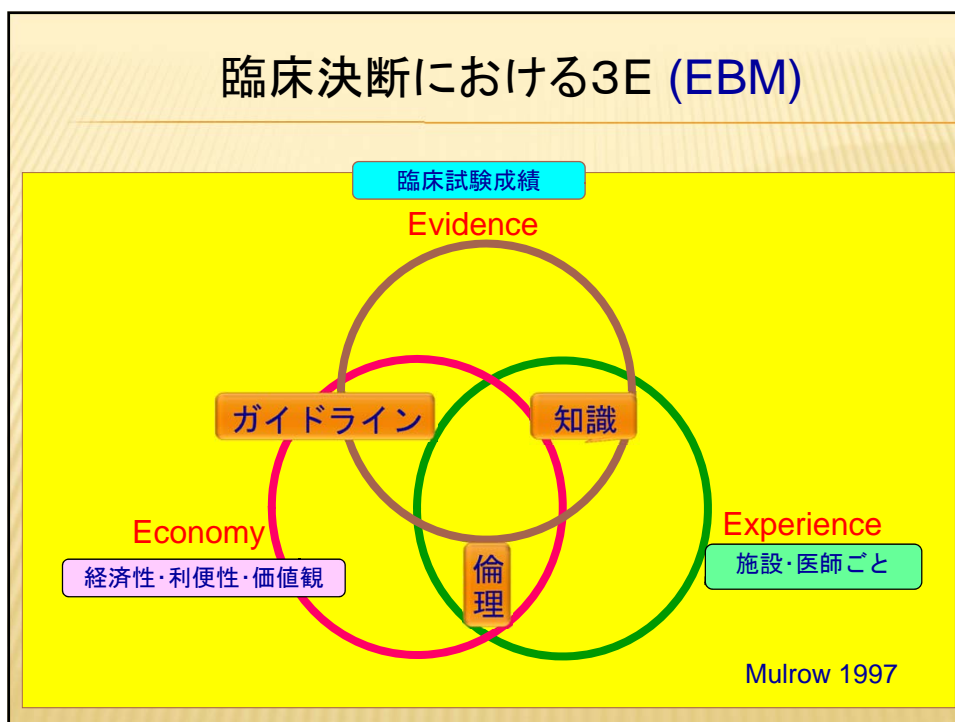 臨床決断における3E (EBM)
臨床試験成績
Evidence
ガイドライン
知識
Economy
経済性・利便性・価値観
倫理
Experience
施設・医師ごと
Mulrow 1997